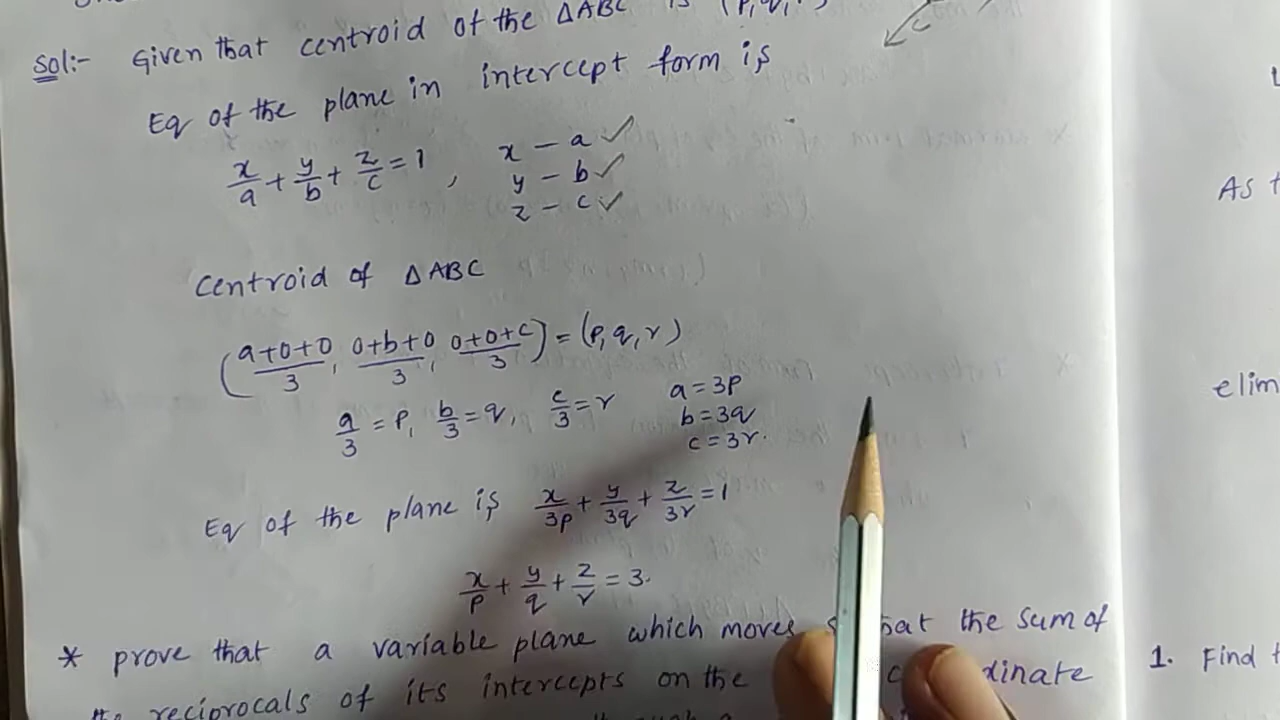 Sol:- Given that centroid of the ΔABC is (p,q,r)
Eq of the plane in intercept form is
x/a + y/b + z/c = 1 , x - a ✓
y - b ✓
z - c ✓
Centroid of ΔABC
(a+0+0/3, 0+b+0/3, 0+0+c/3) = (p, q, r)
a/3 = p, b/3 = q, c/3 = r
a = 3p
b = 3q
c = 3r.
Eq of the plane is x/3p + y/3q + z/3r = 1
x/p + y/q + z/r = 3.
* prove that a variable plane which moves the sum of
the reciprocals of its intercepts on the
c
As
elim
1. Find